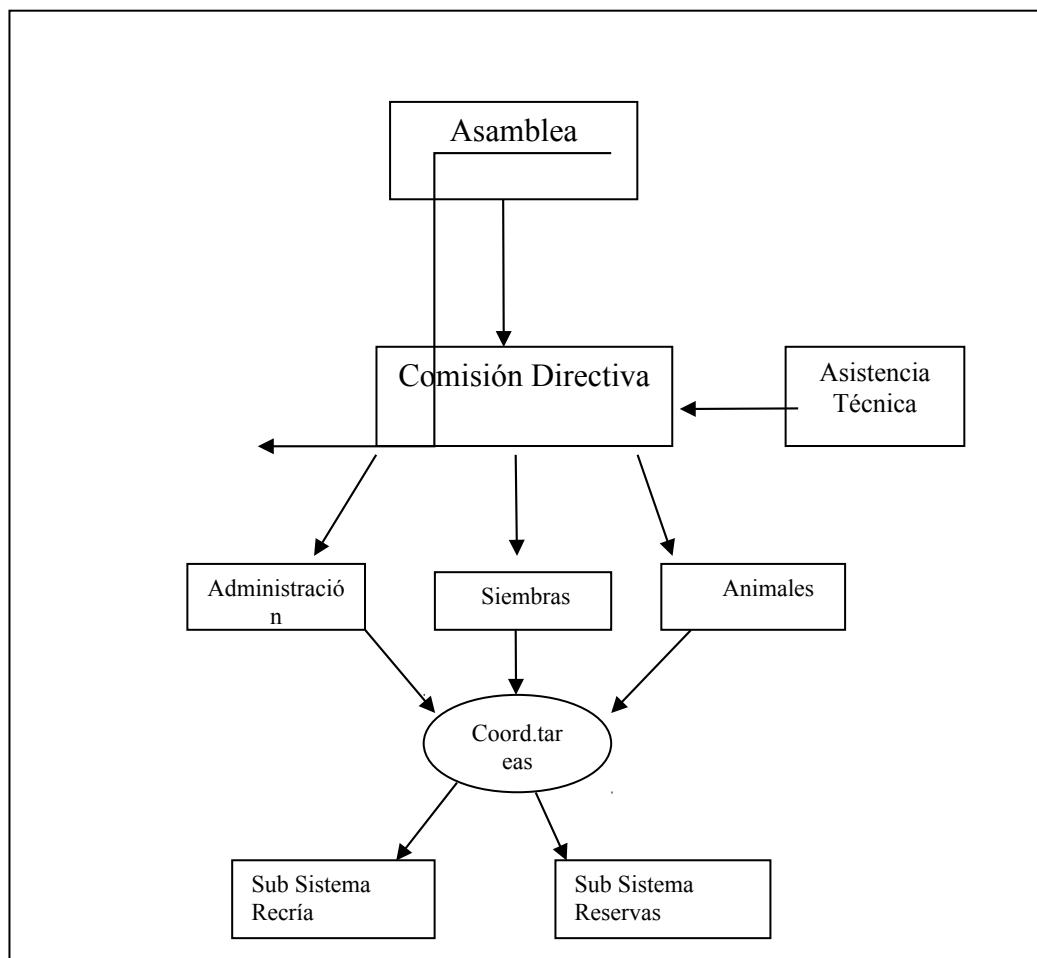 Asamblea
Comisión Directiva
Asistencia
Técnica
Administració
n
Siembras
Animales
Coord.tar
eas
Sub Sistema
Recría
Sub Sistema
Reservas